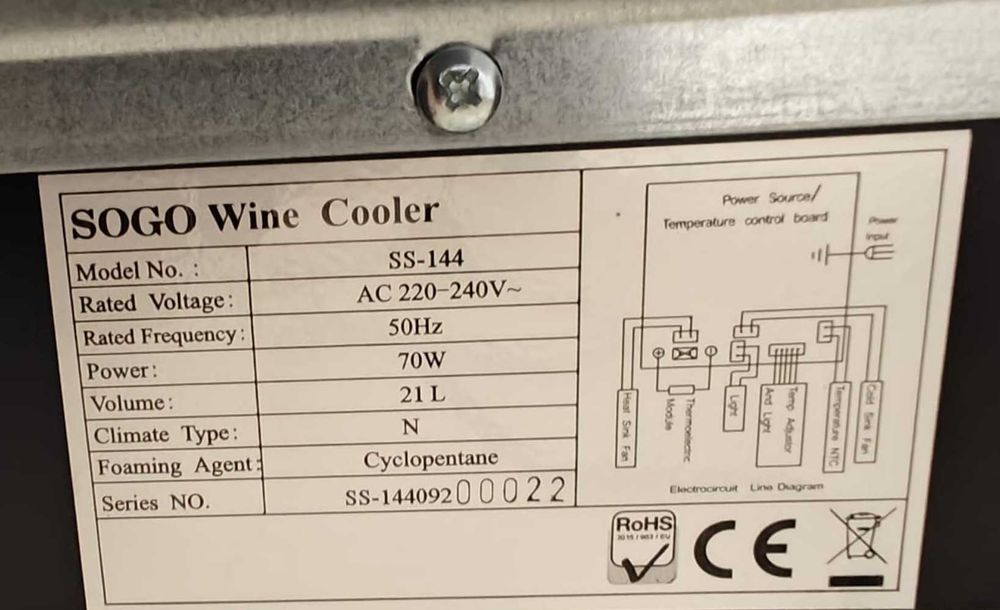 SOGO Wine Cooler
Model No. : SS-144
Rated Voltage: AC 220-240V~
Rated Frequency: 50Hz
Power: 70W
Volume: 21 L
Climate Type: N
Foaming Agent: Cyclopentane
Series NO. SS-14409200022
Power Source/
Temperature control board
Power
Input
Heat Sink Fan
Thermoelectric
Module
Light
Temp Adjustor
And Light
Temperature NTC
Cold Sink Fan
Electrocircuit Line Diagram
RoHS
CE